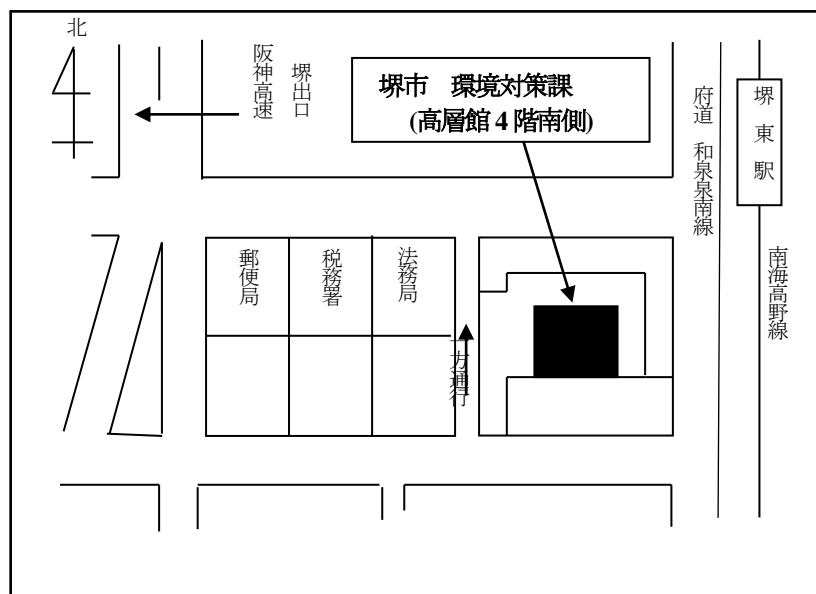 北
阪神高速
堺出口
堺市　環境対策課
(高層館 4 階南側)
府道　和泉泉南線
堺東駅
南海高野線
郵便局
税務署
法務局
一方通行